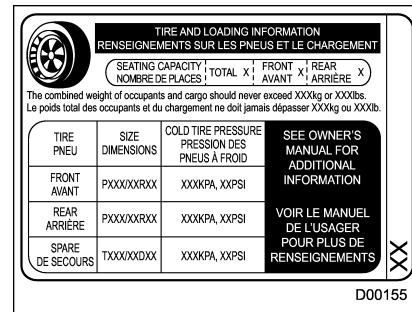 TIRE AND LOADING INFORMATION
RENSEIGNEMENTS SUR LES PNEUS ET LE CHARGEMENT
SEATING CAPACITY
NOMBRE DE PLACES
TOTAL X
FRONT
AVANT
X
REAR
ARRIÈRE
X
The combined weight of occupants and cargo should never exceed XXXkg or XXXlbs.
Le poids total des occupants et du chargement ne doit jamais dépasser XXXkg ou XXXlb.
TIRE
PNEU
SIZE
DIMENSIONS
COLD TIRE PRESSURE
PRESSION DES
PNEUS À FROID
FRONT
AVANT
PXXX/XXRXX
XXXKPA, XXPSI
REAR
ARRIÈRE
PXXX/XXRXX
XXXKPA, XXPSI
SPARE
DE SECOURS
TXXX/XXDXX
XXXKPA, XXPSI
SEE OWNER'S
MANUAL FOR
ADDITIONAL
INFORMATION
VOIR LE MANUEL
DE L'USAGER
POUR PLUS DE
RENSEIGNEMENTS
XX
D00155